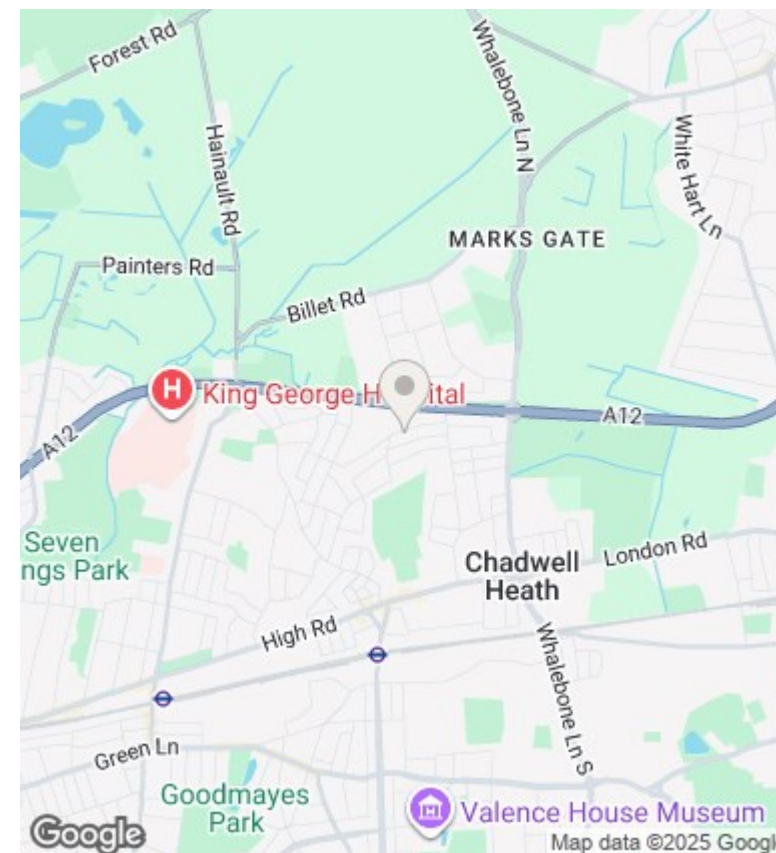 Forest Rd
Whalebone Ln N
Hainault Rd
White Hart Ln
MARKS GATE
Painters Rd
Billet Rd
H
King George H ital
A12
A12
Seven
ngs Park
Chadwell
Heath
London Rd
High Rd
Whalebone Ln S
Green Ln
Goodmayes
Park
Valence House Museum
Google
Map data ©2025 Googl